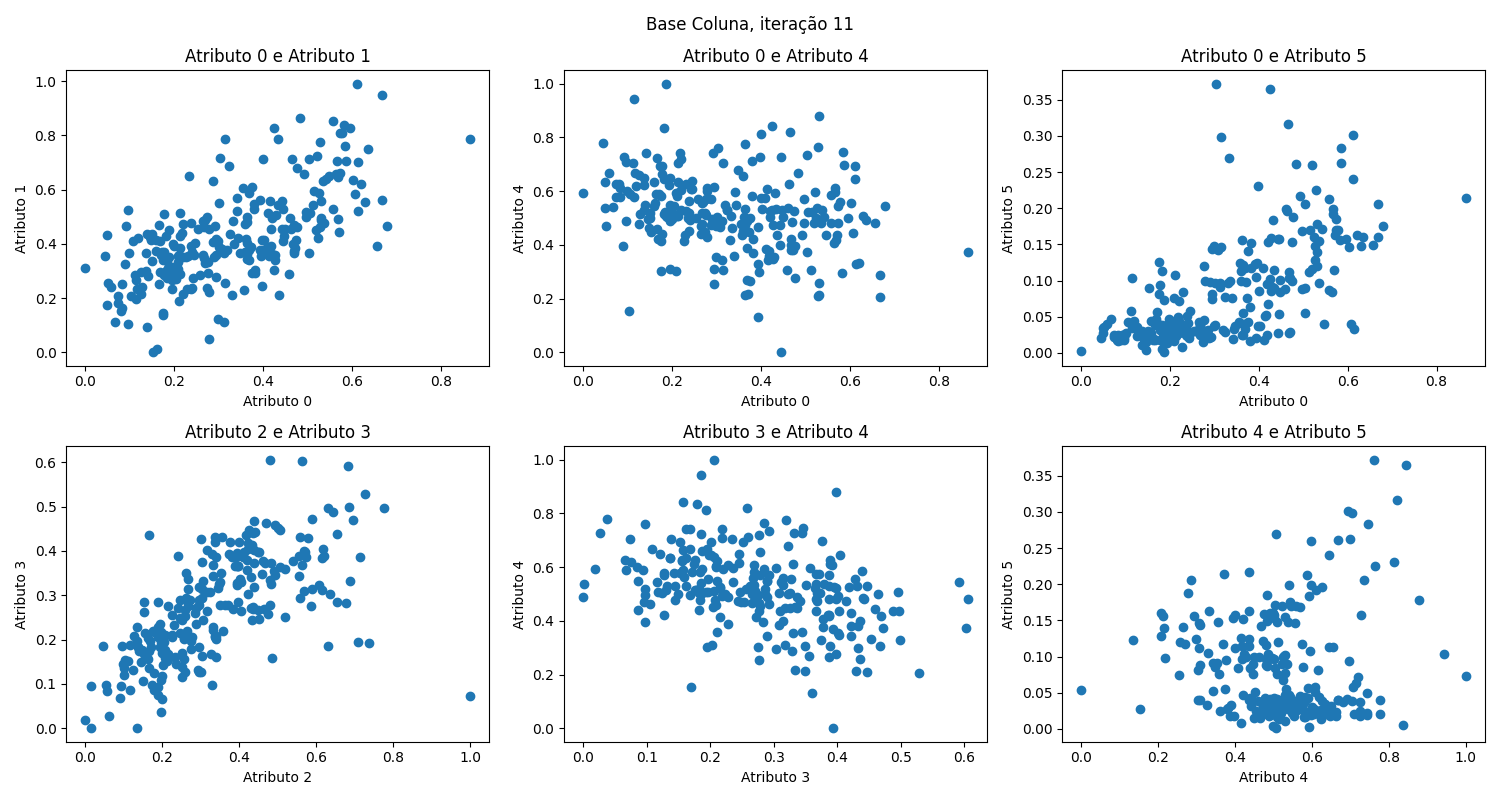 Base Coluna, iteração 11
Atributo 0 e Atributo 1
Atributo 1
1.0
0.8
0.6
0.4
0.2
0.0
0.0 0.2 0.4 0.6 0.8
Atributo 0
Atributo 0 e Atributo 4
Atributo 4
1.0
0.8
0.6
0.4
0.2
0.0
0.0 0.2 0.4 0.6 0.8
Atributo 0
Atributo 0 e Atributo 5
Atributo 5
0.35
0.30
0.25
0.20
0.15
0.10
0.05
0.00
0.0 0.2 0.4 0.6 0.8
Atributo 0
Atributo 2 e Atributo 3
Atributo 3
0.6
0.5
0.4
0.3
0.2
0.1
0.0
0.0 0.2 0.4 0.6 0.8 1.0
Atributo 2
Atributo 3 e Atributo 4
Atributo 4
1.0
0.8
0.6
0.4
0.2
0.0
0.0 0.1 0.2 0.3 0.4 0.5 0.6
Atributo 3
Atributo 4 e Atributo 5
Atributo 5
0.35
0.30
0.25
0.20
0.15
0.10
0.05
0.00
0.0 0.2 0.4 0.6 0.8 1.0
Atributo 4